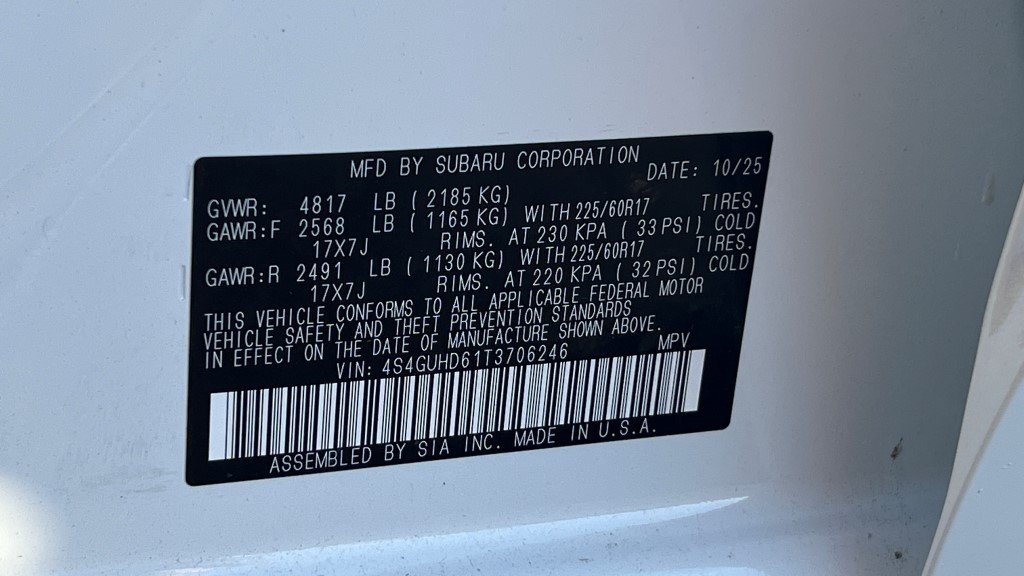 MFD BY SUBARU CORPORATION DATE: 10/25
GVWR: 4817 LB ( 2185 KG)
GAWR:F 2568 LB ( 1165 KG) WITH 225/60R17 TIRES.
17X7J RIMS. AT 230 KPA ( 33 PSI) COLD
GAWR:R 2491 LB ( 1130 KG) WITH 225/60R17 TIRES.
17X7J RIMS. AT 220 KPA ( 32 PSI) COLD
THIS VEHICLE CONFORMS TO ALL APPLICABLE FEDERAL MOTOR
VEHICLE SAFETY AND THEFT PREVENTION STANDARDS
IN EFFECT ON THE DATE OF MANUFACTURE SHOWN ABOVE.
VIN: 4S4GUHD61T3706246 MPV
ASSEMBLED BY SIA INC. MADE IN U.S.A.